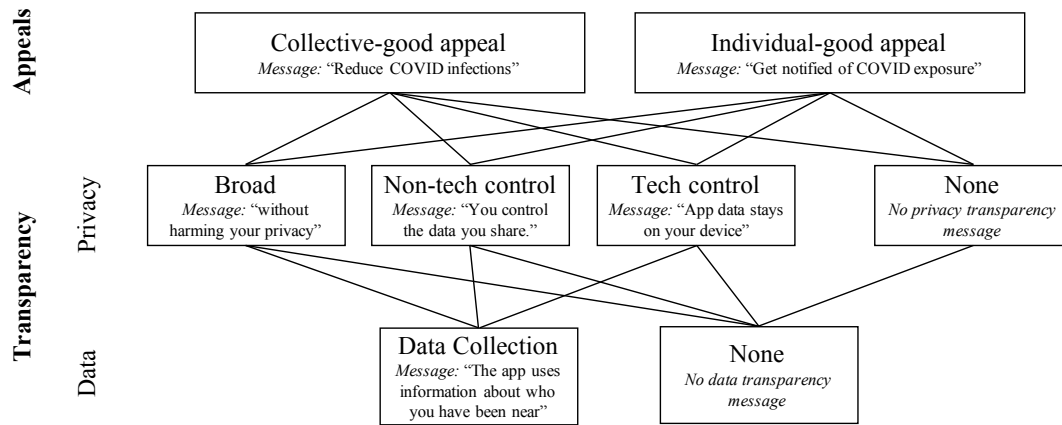 Appeals
Collective-good appeal
Message: “Reduce COVID infections”
Individual-good appeal
Message: “Get notified of COVID exposure”
Transparency
Privacy
Broad
Message: “without
harming your privacy”
Non-tech control
Message: “You control
the data you share.”
Tech control
Message: “App data stays
on your device”
None
No privacy transparency
message
Data
Data Collection
Message: “The app uses
information about who
you have been near”
None
No data transparency
message